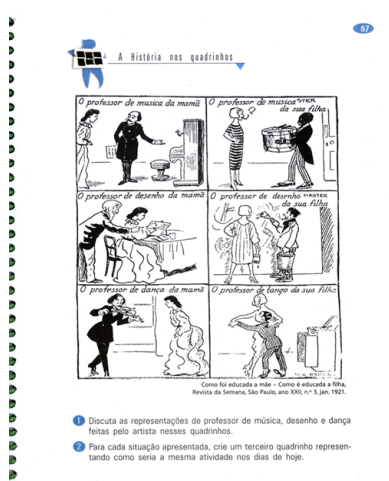 87
A História nos quadrinhos
O professor de musica da mamã
O professor de musica da sua filha
O professor de desenho da mamã
O professor de desenho da sua filha
O professor de dança da mamã
O professor de tango da sua filha
Como foi educada a mãe – Como é educada a filha,
Revista da Semana, São Paulo, ano XXII, n.º 3, jan. 1921.
1 Discuta as representações de professor de música, desenho e dança
feitas pelo artista nesses quadrinhos.
2 Para cada situação apresentada, crie um terceiro quadrinho represen-
tando como seria a mesma atividade nos dias de hoje.